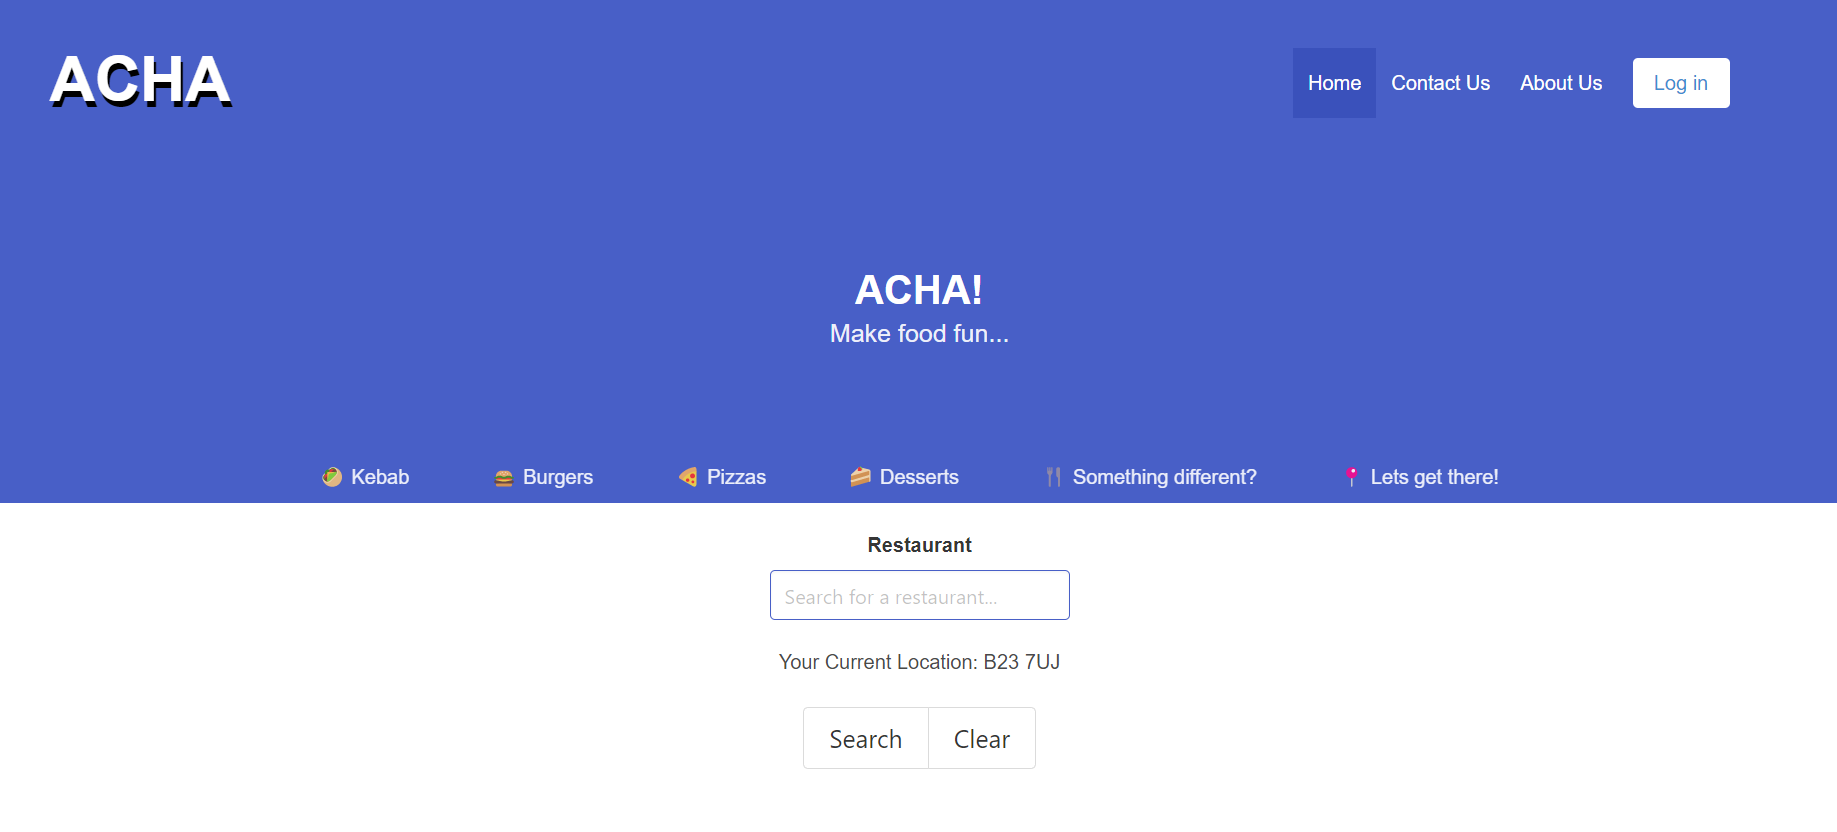 ACHA
Home Contact Us About Us Log in
ACHA!
Make food fun...
Kebab Burgers Pizzas Desserts Something different? Lets get there!
Restaurant
Search for a restaurant...
Your Current Location: B23 7UJ
Search Clear